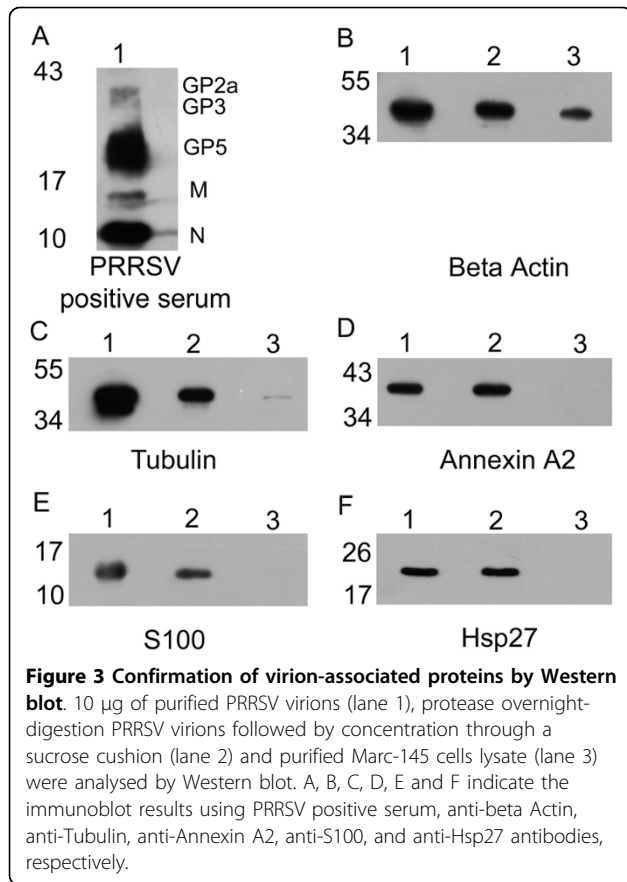 A
1
43
GP2a
GP3
GP5
17
M
10
N
PRRSV
positive serum
B
1 2 3
55
34
Beta Actin
C
1 2 3
55
34
Tubulin
D
1 2 3
43
34
Annexin A2
E
1 2 3
17
10
S100
F
1 2 3
26
17
Hsp27
Figure 3 Confirmation of virion-associated proteins by Western
blot. 10 μg of purified PRRSV virions (lane 1), protease overnight-
digestion PRRSV virions followed by concentration through a
sucrose cushion (lane 2) and purified Marc-145 cells lysate (lane 3)
were analysed by Western blot. A, B, C, D, E and F indicate the
immunoblot results using PRRSV positive serum, anti-beta Actin,
anti-Tubulin, anti-Annexin A2, anti-S100, and anti-Hsp27 antibodies,
respectively.